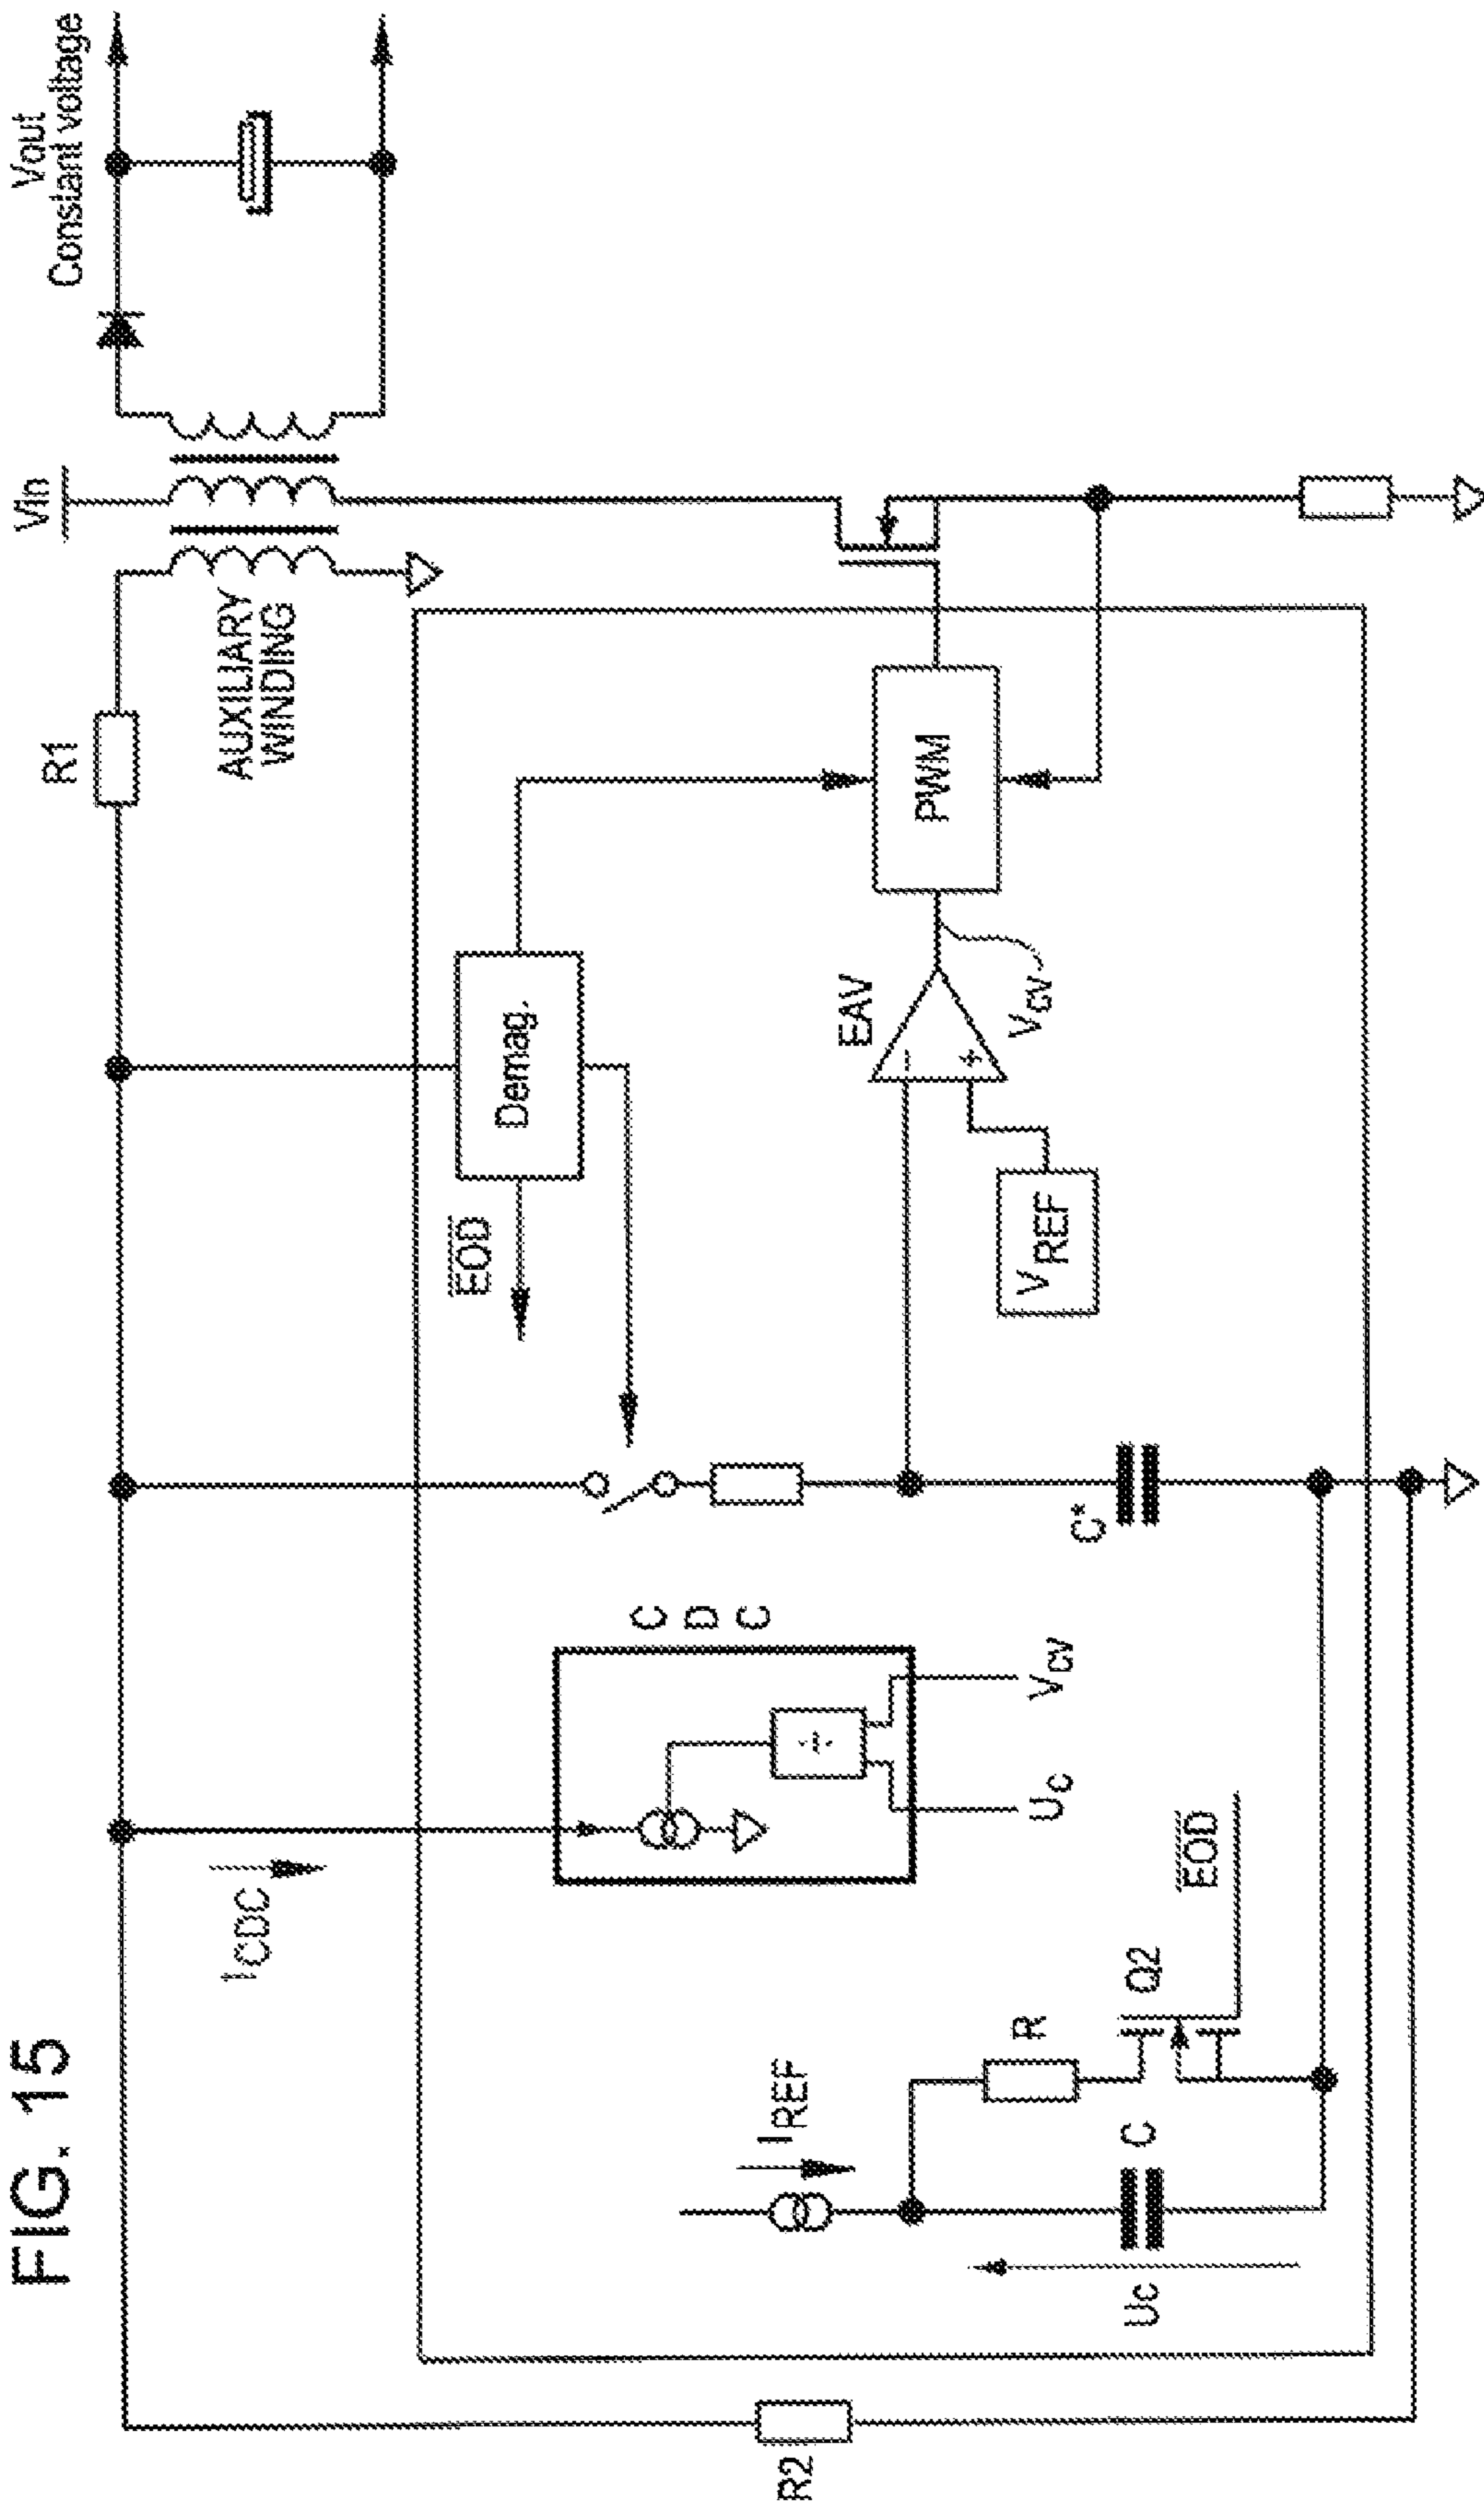 FIG. 15
Vout
Constant voltage
Vin
R1
AUXILIARY
WINDING
ICDC
Demag.
EOD
C
D
C
÷
UC
VCV
PWM
EAV
−
+
VCV
VREF
C*
IREF
R
Q2
EOD
C
Uc
R2